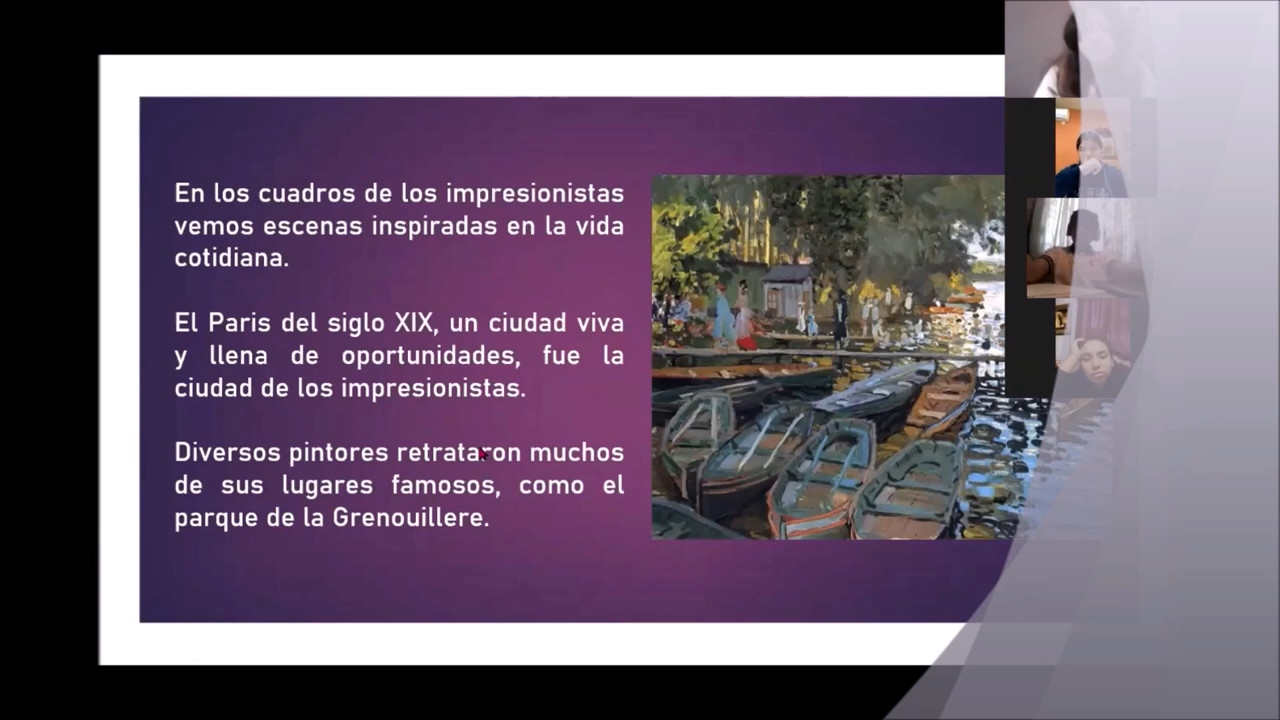 En los cuadros de los impresionistas
vemos escenas inspiradas en la vida
cotidiana.
El Paris del siglo XIX, un ciudad viva
y llena de oportunidades, fue la
ciudad de los impresionistas.
Diversos pintores retrataron muchos
de sus lugares famosos, como el
parque de la Grenouillere.